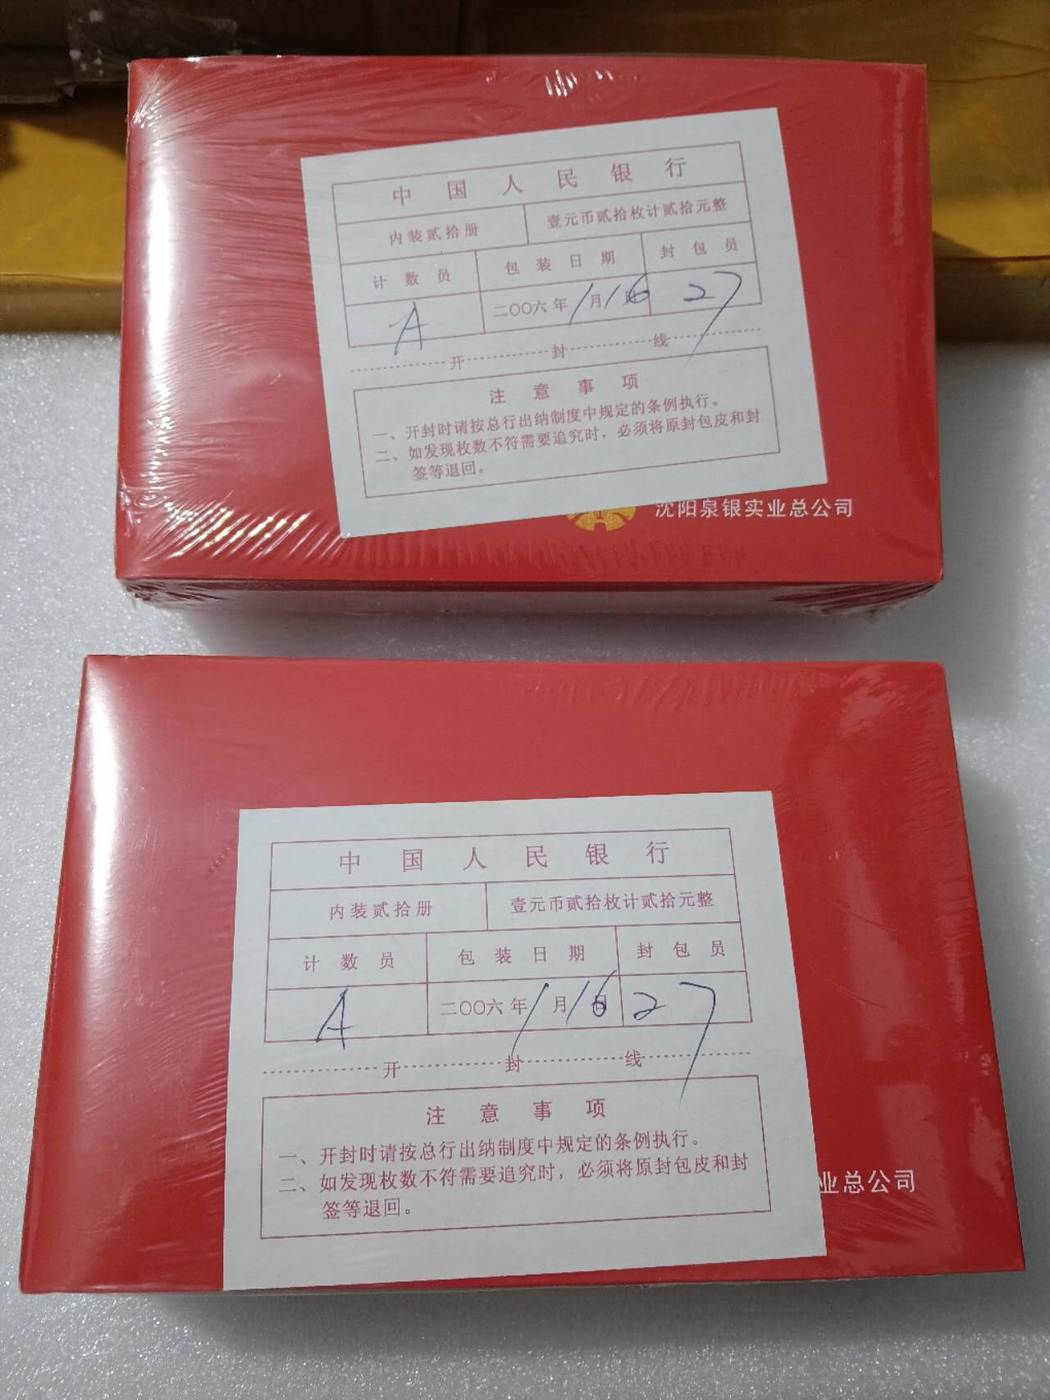 中国人民银行
内装贰拾册 壹元币贰拾枚计贰拾元整
计数员 包装日期 封包员
A 二〇〇六年1月16日 27
开封线
注意事项
一、开封时请按总行出纳制度中规定的条例执行。
二、如发现枚数不符需要追究时，必须将原封包皮和封
签等退回。
沈阳泉银实业总公司
中国人民银行
内装贰拾册 壹元币贰拾枚计贰拾元整
计数员 包装日期 封包员
A 二〇〇六年1月16日 27
开封线
注意事项
一、开封时请按总行出纳制度中规定的条例执行。
二、如发现枚数不符需要追究时，必须将原封包皮和封
签等退回。
业总公司